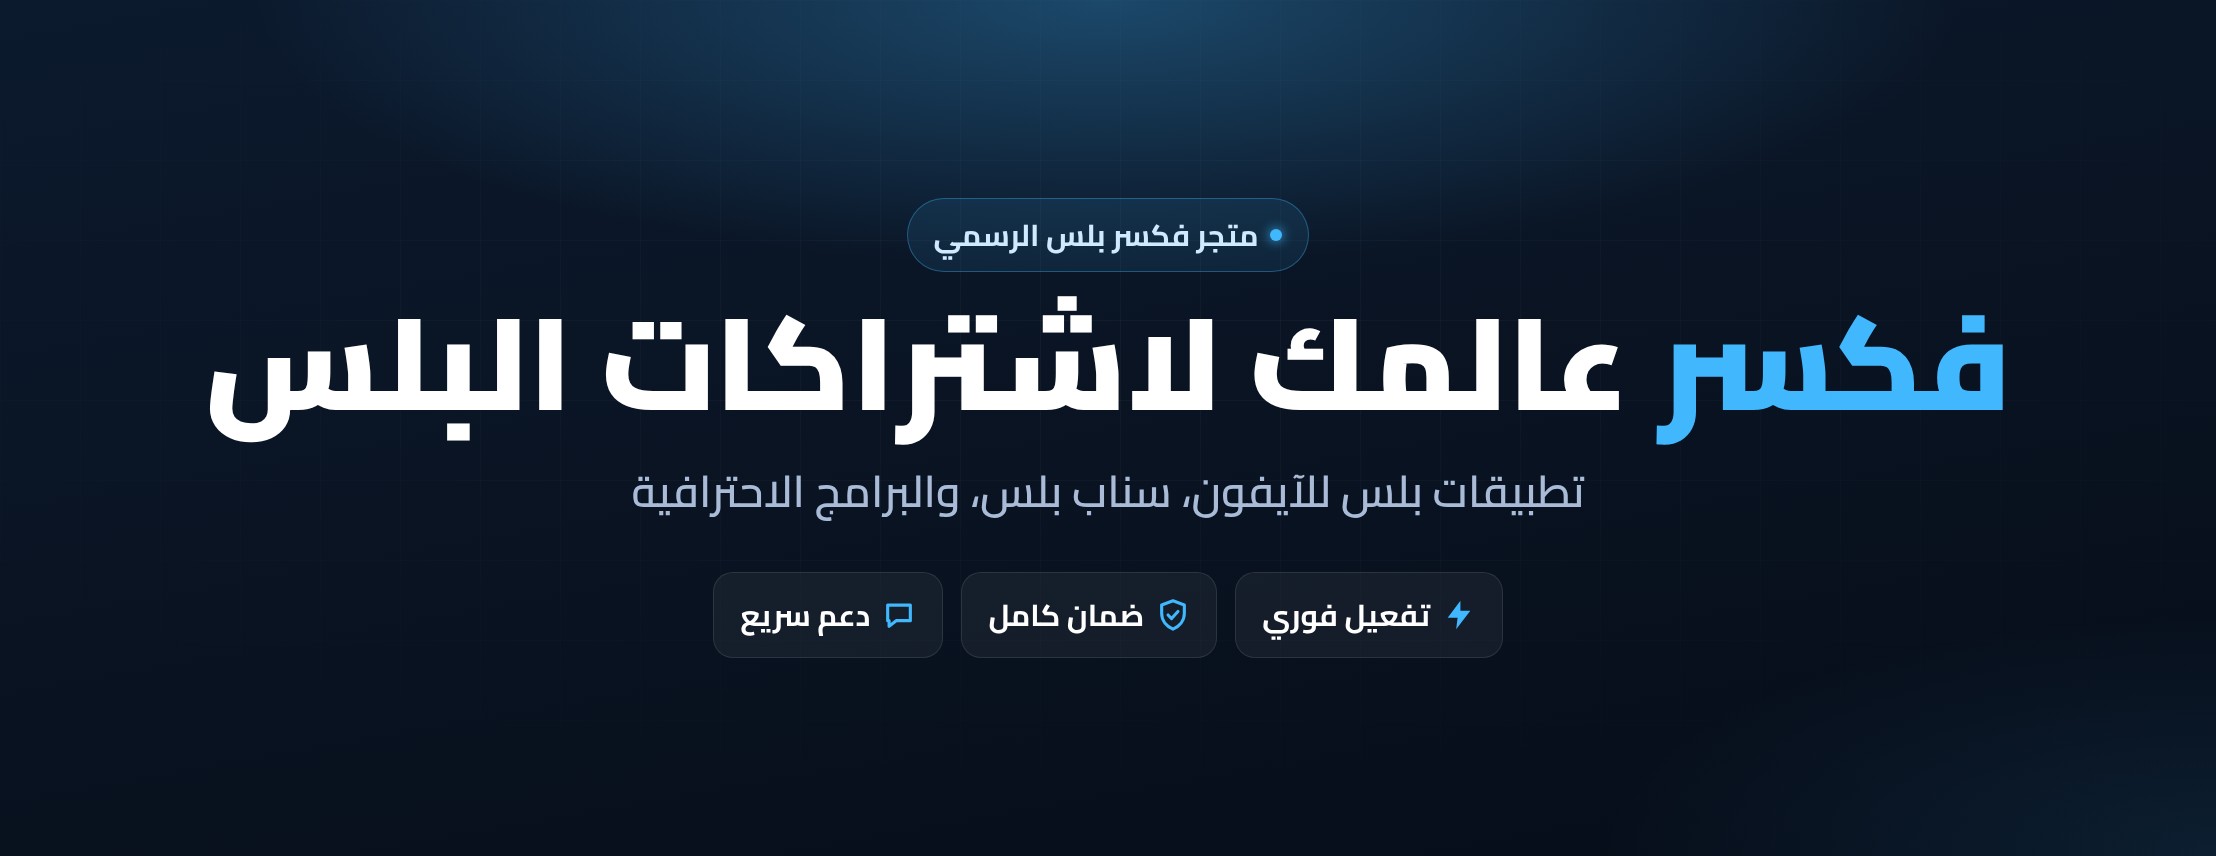 متجر فكسر بلس الرسمي
فكسر عالمك لاشتراكات البلس
تطبيقات بلس للآيفون، سناب بلس، والبرامج الاحترافية
تفعيل فوري
ضمان كامل
دعم سريع